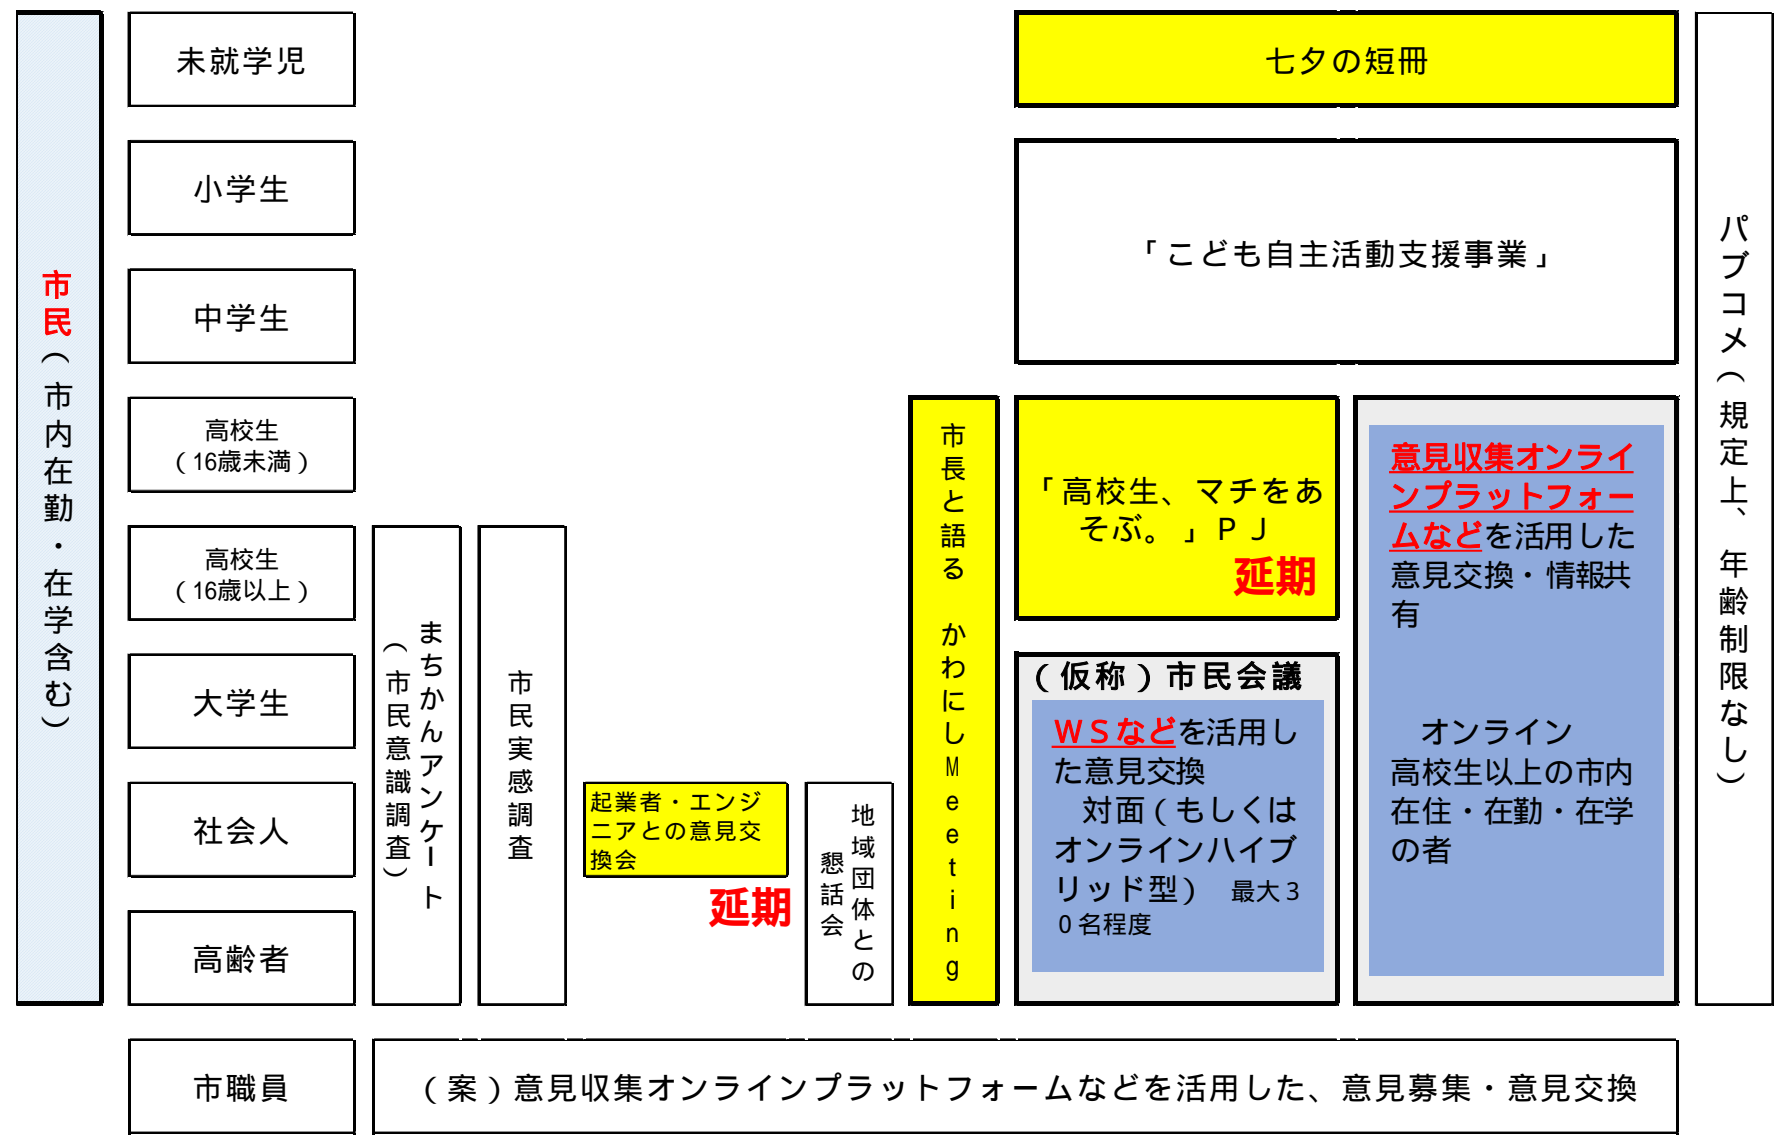 市民（市内在勤・在学含む）
未就学児
小学生
中学生
高校生
（16歳未満）
高校生
（16歳以上）
大学生
社会人
高齢者
市職員
まちかんアンケート
（市民意識調査）
市民実感調査
起業者・エンジ
ニアとの意見交
換会
延期
地域団体との
懇話会
市長と語る　かわにしＭｅｅｔｉｎｇ
七夕の短冊
「こども自主活動支援事業」
「高校生、マチをあ
そぶ。」ＰＪ
延期
（仮称）市民会議
ＷＳなどを活用し
た意見交換
対面（もしくは
オンラインハイブ
リッド型）　最大３
０名程度
意見収集オンライ
ンプラットフォー
ムなどを活用した
意見交換・情報共
有
オンライン
高校生以上の市内
在住・在勤・在学
の者
パブコメ（規定上、年齢制限なし）
（案）意見収集オンラインプラットフォームなどを活用した、意見募集・意見交換